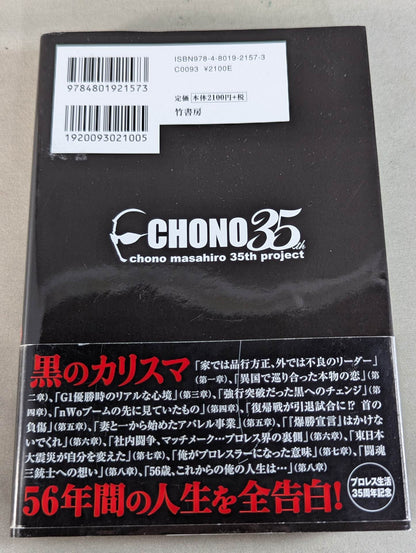 ISBN978-4-8019-2157-3
C0093 ¥2100E
9784801921573
1920093021005
定価 本体2100円+税
竹書房
CHONO 35th
chono masahiro 35th project
黒のカリスマ
「家では品行方正、外では不良のリーダー」
(第一章)、「異国で巡り合った本物の恋」(第
二章)、「G1優勝時のリアルな心境」(第三章)、「強行突破だった黒へのチェンジ」(第
四章)、「nWoブームの先に見ていたもの」(第四章)、「復帰戦が引退試合に!? 首の
負傷」(第五章)、「妻と一から始めたアパレル事業」(第五章)、「『爆勝宣言』はかけな
いでくれ」(第六章)、「社内闘争、マッチメーク…プロレス界の裏側」(第六章)、「東日本
大震災が自分を変えた」(第七章)、「俺がプロレスラーになった意味」(第七章)、「闘魂
三銃士への想い」(第八章)、「56歳、これからの俺の人生は…」(第八章)
56年間の人生を全告白!
プロレス生活
35周年記念